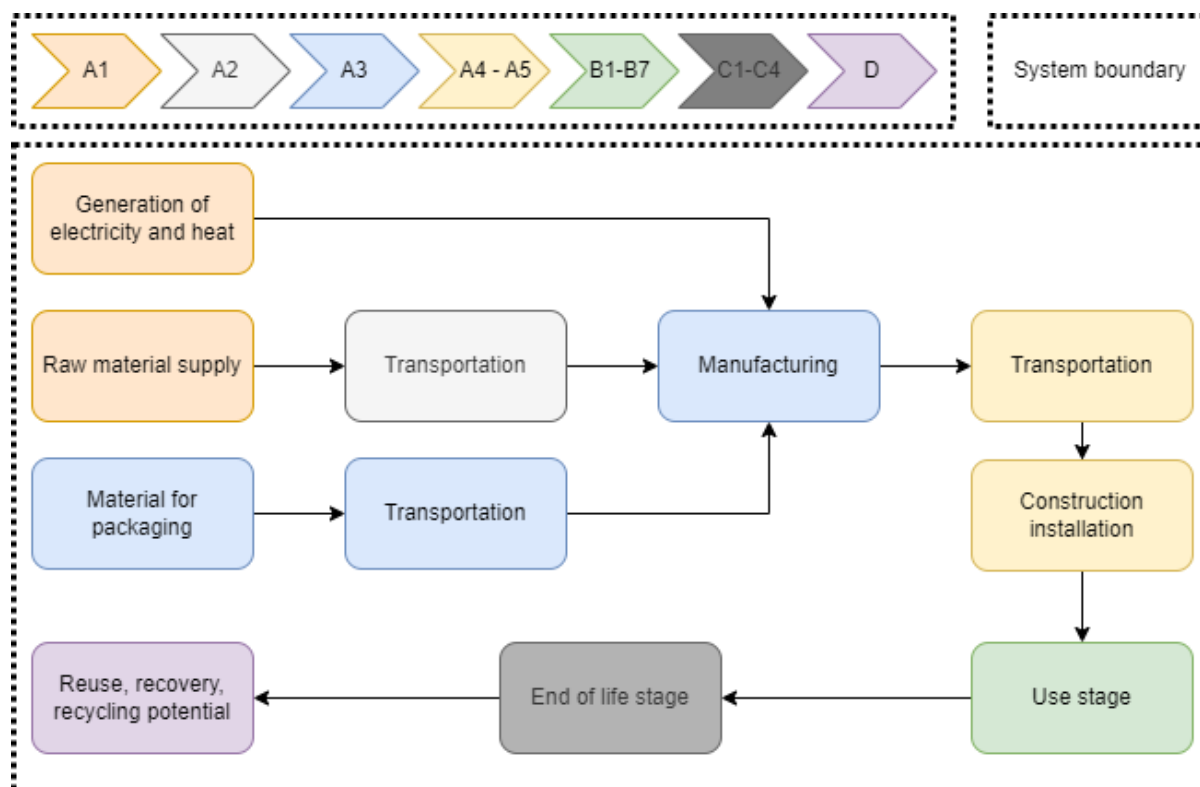 A1
A2
A3
A4 - A5
B1-B7
C1-C4
D
System boundary
Generation of
electricity and heat
Raw material supply
Transportation
Manufacturing
Transportation
Material for
packaging
Transportation
Construction
installation
Reuse, recovery,
recycling potential
End of life stage
Use stage